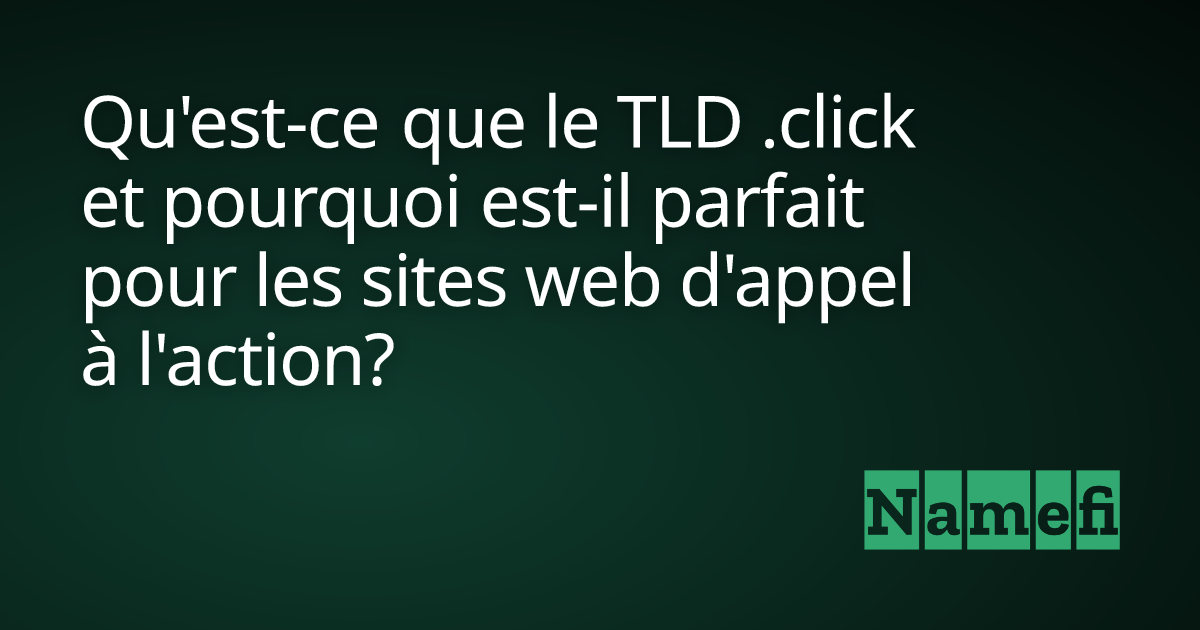 Qu'est-ce que le TLD .click
et pourquoi est-il parfait
pour les sites web d'appel
à l'action?
Namefi